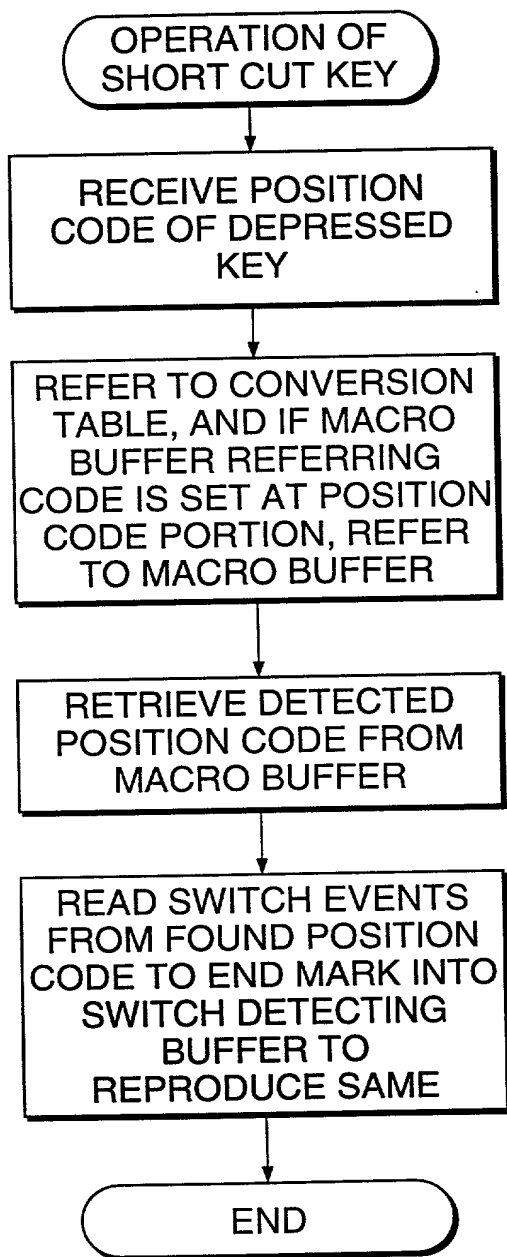 OPERATION OF
SHORT CUT KEY
RECEIVE POSITION
CODE OF DEPRESSED
KEY
REFER TO CONVERSION
TABLE, AND IF MACRO
BUFFER REFERRING
CODE IS SET AT POSITION
CODE PORTION, REFER
TO MACRO BUFFER
RETRIEVE DETECTED
POSITION CODE FROM
MACRO BUFFER
READ SWITCH EVENTS
FROM FOUND POSITION
CODE TO END MARK INTO
SWITCH DETECTING
BUFFER TO
REPRODUCE SAME
END